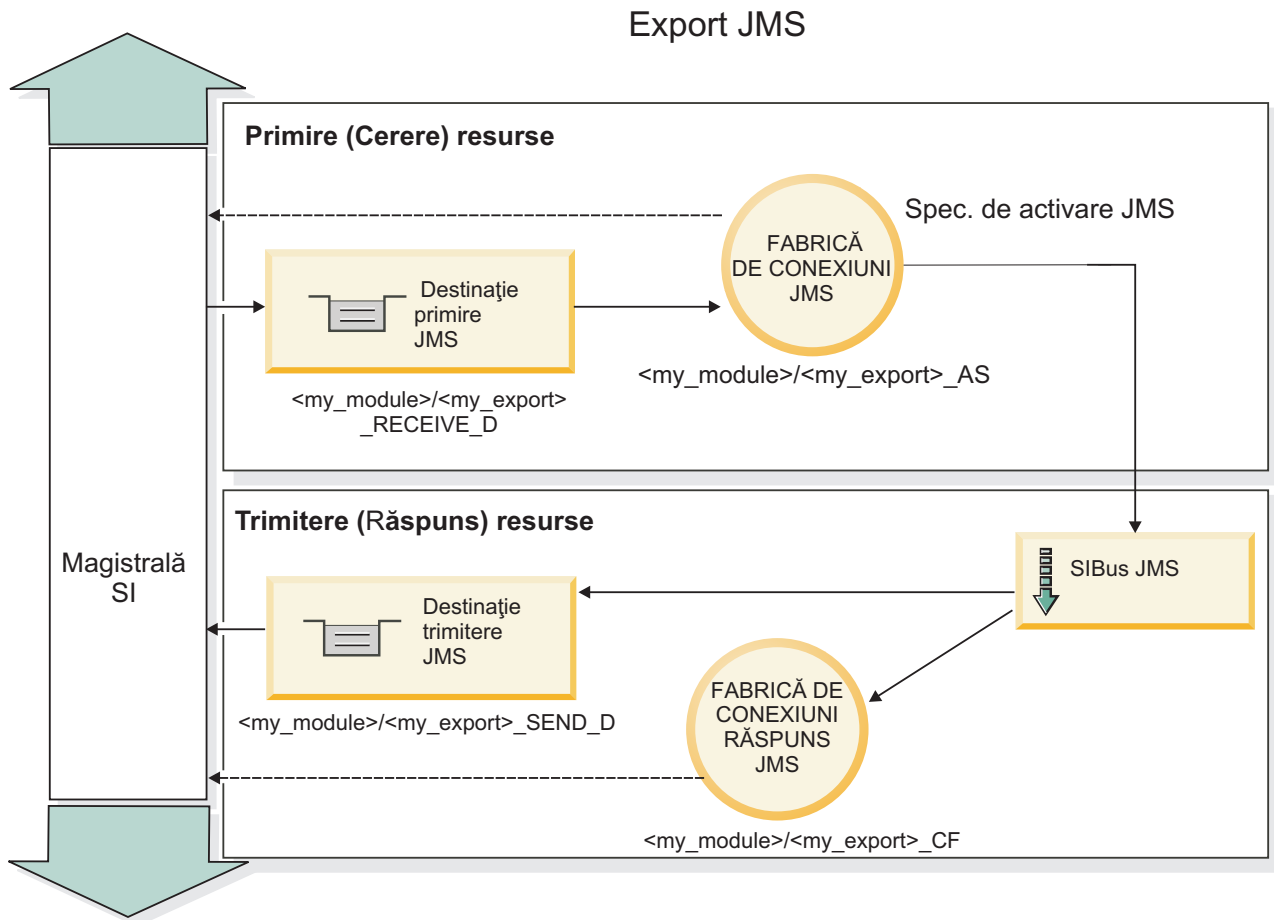 Export JMS
Primire (Cerere) resurse
Spec. de activare JMS
FABRICĂ
DE CONEXIUNI
JMS
Destinaţie
primire
JMS
<my_module>/<my_export>_AS
<my_module>/<my_export>
_RECEIVE_D
Trimitere (Răspuns) resurse
Magistrală
SI
SIBus JMS
Destinaţie
trimitere
JMS
FABRICĂ DE
CONEXIUNI
RĂSPUNS
JMS
<my_module>/<my_export>_SEND_D
<my_module>/<my_export>_CF